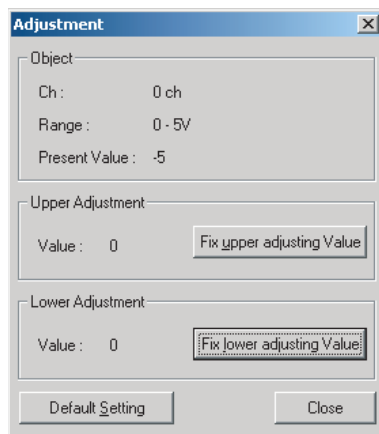 Adjustment
Object
Ch : 0 ch
Range : 0 - 5V
Present Value : -5
Upper Adjustment
Value : 0 Fix upper adjusting Value
Lower Adjustment
Value : 0 Fix lower adjusting Value
Default Setting Close